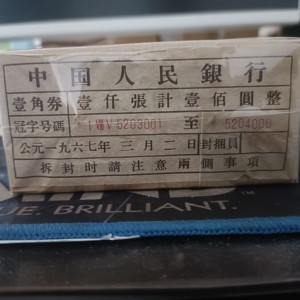 中国人民銀行
壹角券 壹仟張計壹佰圓整
冠字号碼 I Ⅷ V 5203001 至 5204000
公元一九六七年 三月二日封捆員
拆封时請注意兩側事項
UE. BRILLIANT.